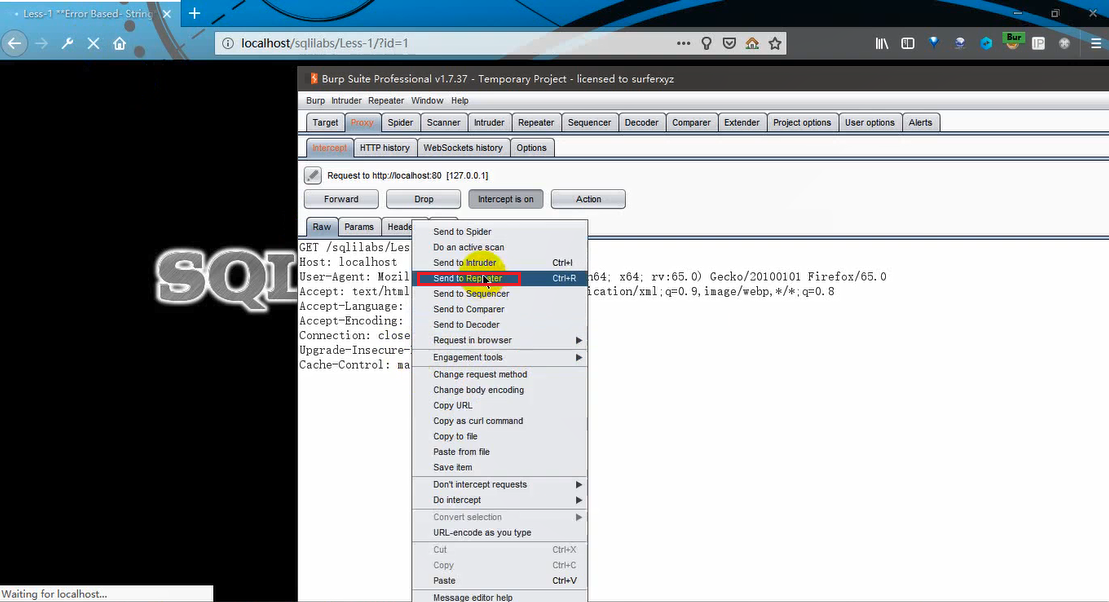 Less-1 **Error Based- String
localhost/sqlilabs/Less-1/?id=1
Bur
IP
Burp Suite Professional v1.7.37 - Temporary Project - licensed to surferxyz
Burp Intruder Repeater Window Help
Target Proxy Spider Scanner Intruder Repeater Sequencer Decoder Comparer Extender Project options User options Alerts
Intercept HTTP history WebSockets history Options
Request to http://localhost:80 [127.0.0.1]
Forward Drop Intercept is on Action
Raw Params Heade
GET /sqlilabs/Les
Host: localhost
User-Agent: Mozil n64; x64; rv:65.0) Gecko/20100101 Firefox/65.0
Accept: text/html ication/xml;q=0.9,image/webp,*/*;q=0.8
Accept-Language:
Accept-Encoding:
Connection: close
Upgrade-Insecure-
Cache-Control: ma
SQL
Send to Spider
Do an active scan
Send to Intruder Ctrl+I
Send to Repeater Ctrl+R
Send to Sequencer
Send to Comparer
Send to Decoder
Request in browser
Engagement tools
Change request method
Change body encoding
Copy URL
Copy as curl command
Copy to file
Paste from file
Save item
Don't intercept requests
Do intercept
Convert selection
URL-encode as you type
Cut Ctrl+X
Copy Ctrl+C
Paste Ctrl+V
Message editor help
Waiting for localhost...